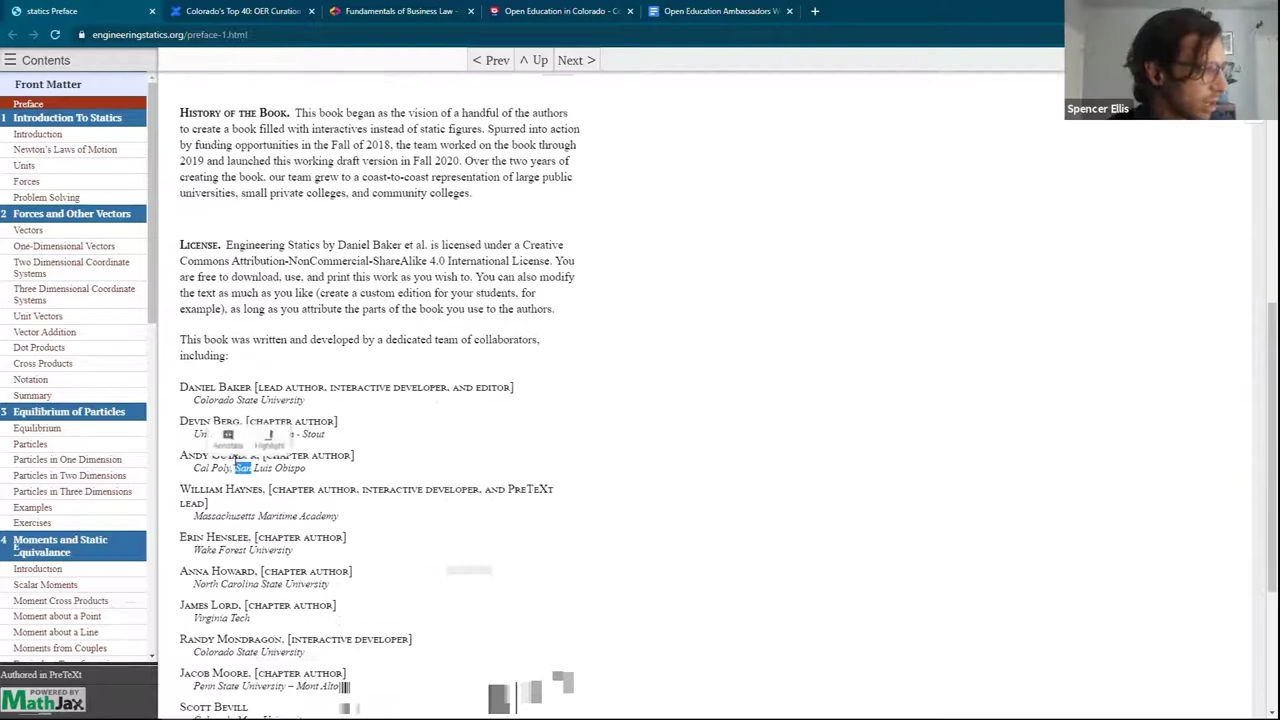 statics Preface
Colorado's Top 40: OER Curation
Fundamentals of Business Law -
Open Education in Colorado - Co
Open Education Ambassadors W
engineeringstatics.org/preface-1.html
Spencer Ellis
Contents
< Prev
^ Up
Next >
Front Matter
Preface
1 Introduction To Statics
Introduction
Newton's Laws of Motion
Units
Forces
Problem Solving
2 Forces and Other Vectors
Vectors
One-Dimensional Vectors
Two Dimensional Coordinate
Systems
Three Dimensional Coordinate
Systems
Unit Vectors
Vector Addition
Dot Products
Cross Products
Notation
Summary
3 Equilibrium of Particles
Equilibrium
Particles
Particles in One Dimension
Particles in Two Dimensions
Particles in Three Dimensions
Examples
Exercises
4 Moments and Static
Equivalance
Introduction
Scalar Moments
Moment Cross Products
Moment about a Point
Moment about a Line
Moments from Couples
Authored in PreTeXt
POWERED BY
MathJax
History of the Book. This book began as the vision of a handful of the authors
to create a book filled with interactives instead of static figures. Spurred into action
by funding opportunities in the Fall of 2018, the team worked on the book through
2019 and launched this working draft version in Fall 2020. Over the two years of
creating the book, our team grew to a coast-to-coast representation of large public
universities, small private colleges, and community colleges.
License. Engineering Statics by Daniel Baker et al. is licensed under a Creative
Commons Attribution-NonCommercial-ShareAlike 4.0 International License. You
are free to download, use, and print this work as you wish to. You can also modify
the text as much as you like (create a custom edition for your students, for
example), as long as you attribute the parts of the book you use to the authors.
This book was written and developed by a dedicated team of collaborators,
including:
Daniel Baker [lead author, interactive developer, and editor]
Colorado State University
Devin Berg, [chapter author]
- Stout
Annotate Highlight
Andy [chapter author]
Cal Poly, San Luis Obispo
William Haynes, [chapter author, interactive developer, and PreTeXt
lead]
Massachusetts Maritime Academy
Erin Henslee, [chapter author]
Wake Forest University
Anna Howard, [chapter author]
North Carolina State University
James Lord, [chapter author]
Virginia Tech
Randy Mondragon, [interactive developer]
Colorado State University
Jacob Moore, [chapter author]
Penn State University – Mont Alto
Scott Bevill